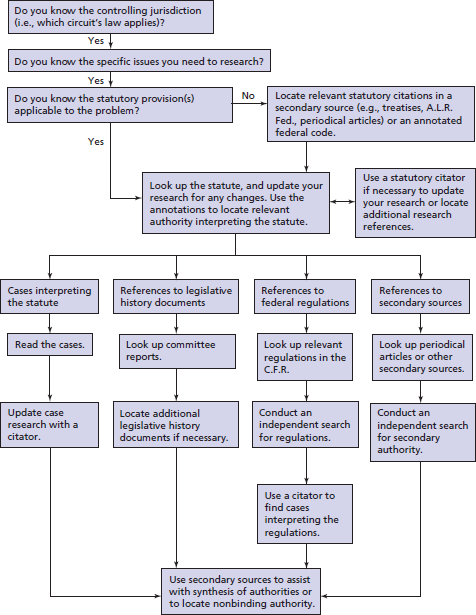 Do you know the controlling jurisdiction
(i.e., which circuit's law applies)?
Yes
Do you know the specific issues you need to research?
Yes
Do you know the statutory provision(s)
applicable to the problem?
No
Locate relevant statutory citations in a
secondary source (e.g., treatises, A.L.R.
Fed., periodical articles) or an annotated
federal code.
Yes
Look up the statute, and update your
research for any changes. Use the
annotations to locate relevant
authority interpreting the statute.
Use a statutory citator
if necessary to update
your research or locate
additional research
references.
Cases interpreting
the statute
References to legislative
history documents
References to
federal regulations
References to
secondary sources
Read the cases.
Look up committee
reports.
Look up relevant
regulations in the
C.F.R.
Look up periodical
articles or other
secondary sources.
Update case
research with a
citator.
Locate additional
legislative history
documents if necessary.
Conduct an
independent search
for regulations.
Conduct an
independent search
for secondary
authority.
Use a citator to
find cases
interpreting the
regulations.
Use secondary sources to assist
with synthesis of authorities or
to locate nonbinding authority.